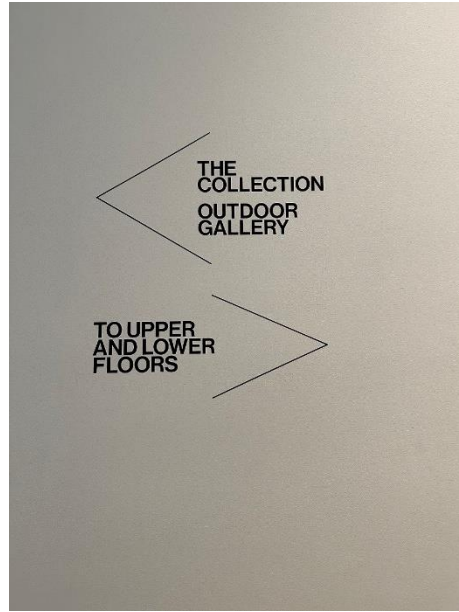 THE
COLLECTION
OUTDOOR
GALLERY
TO UPPER
AND LOWER
FLOORS